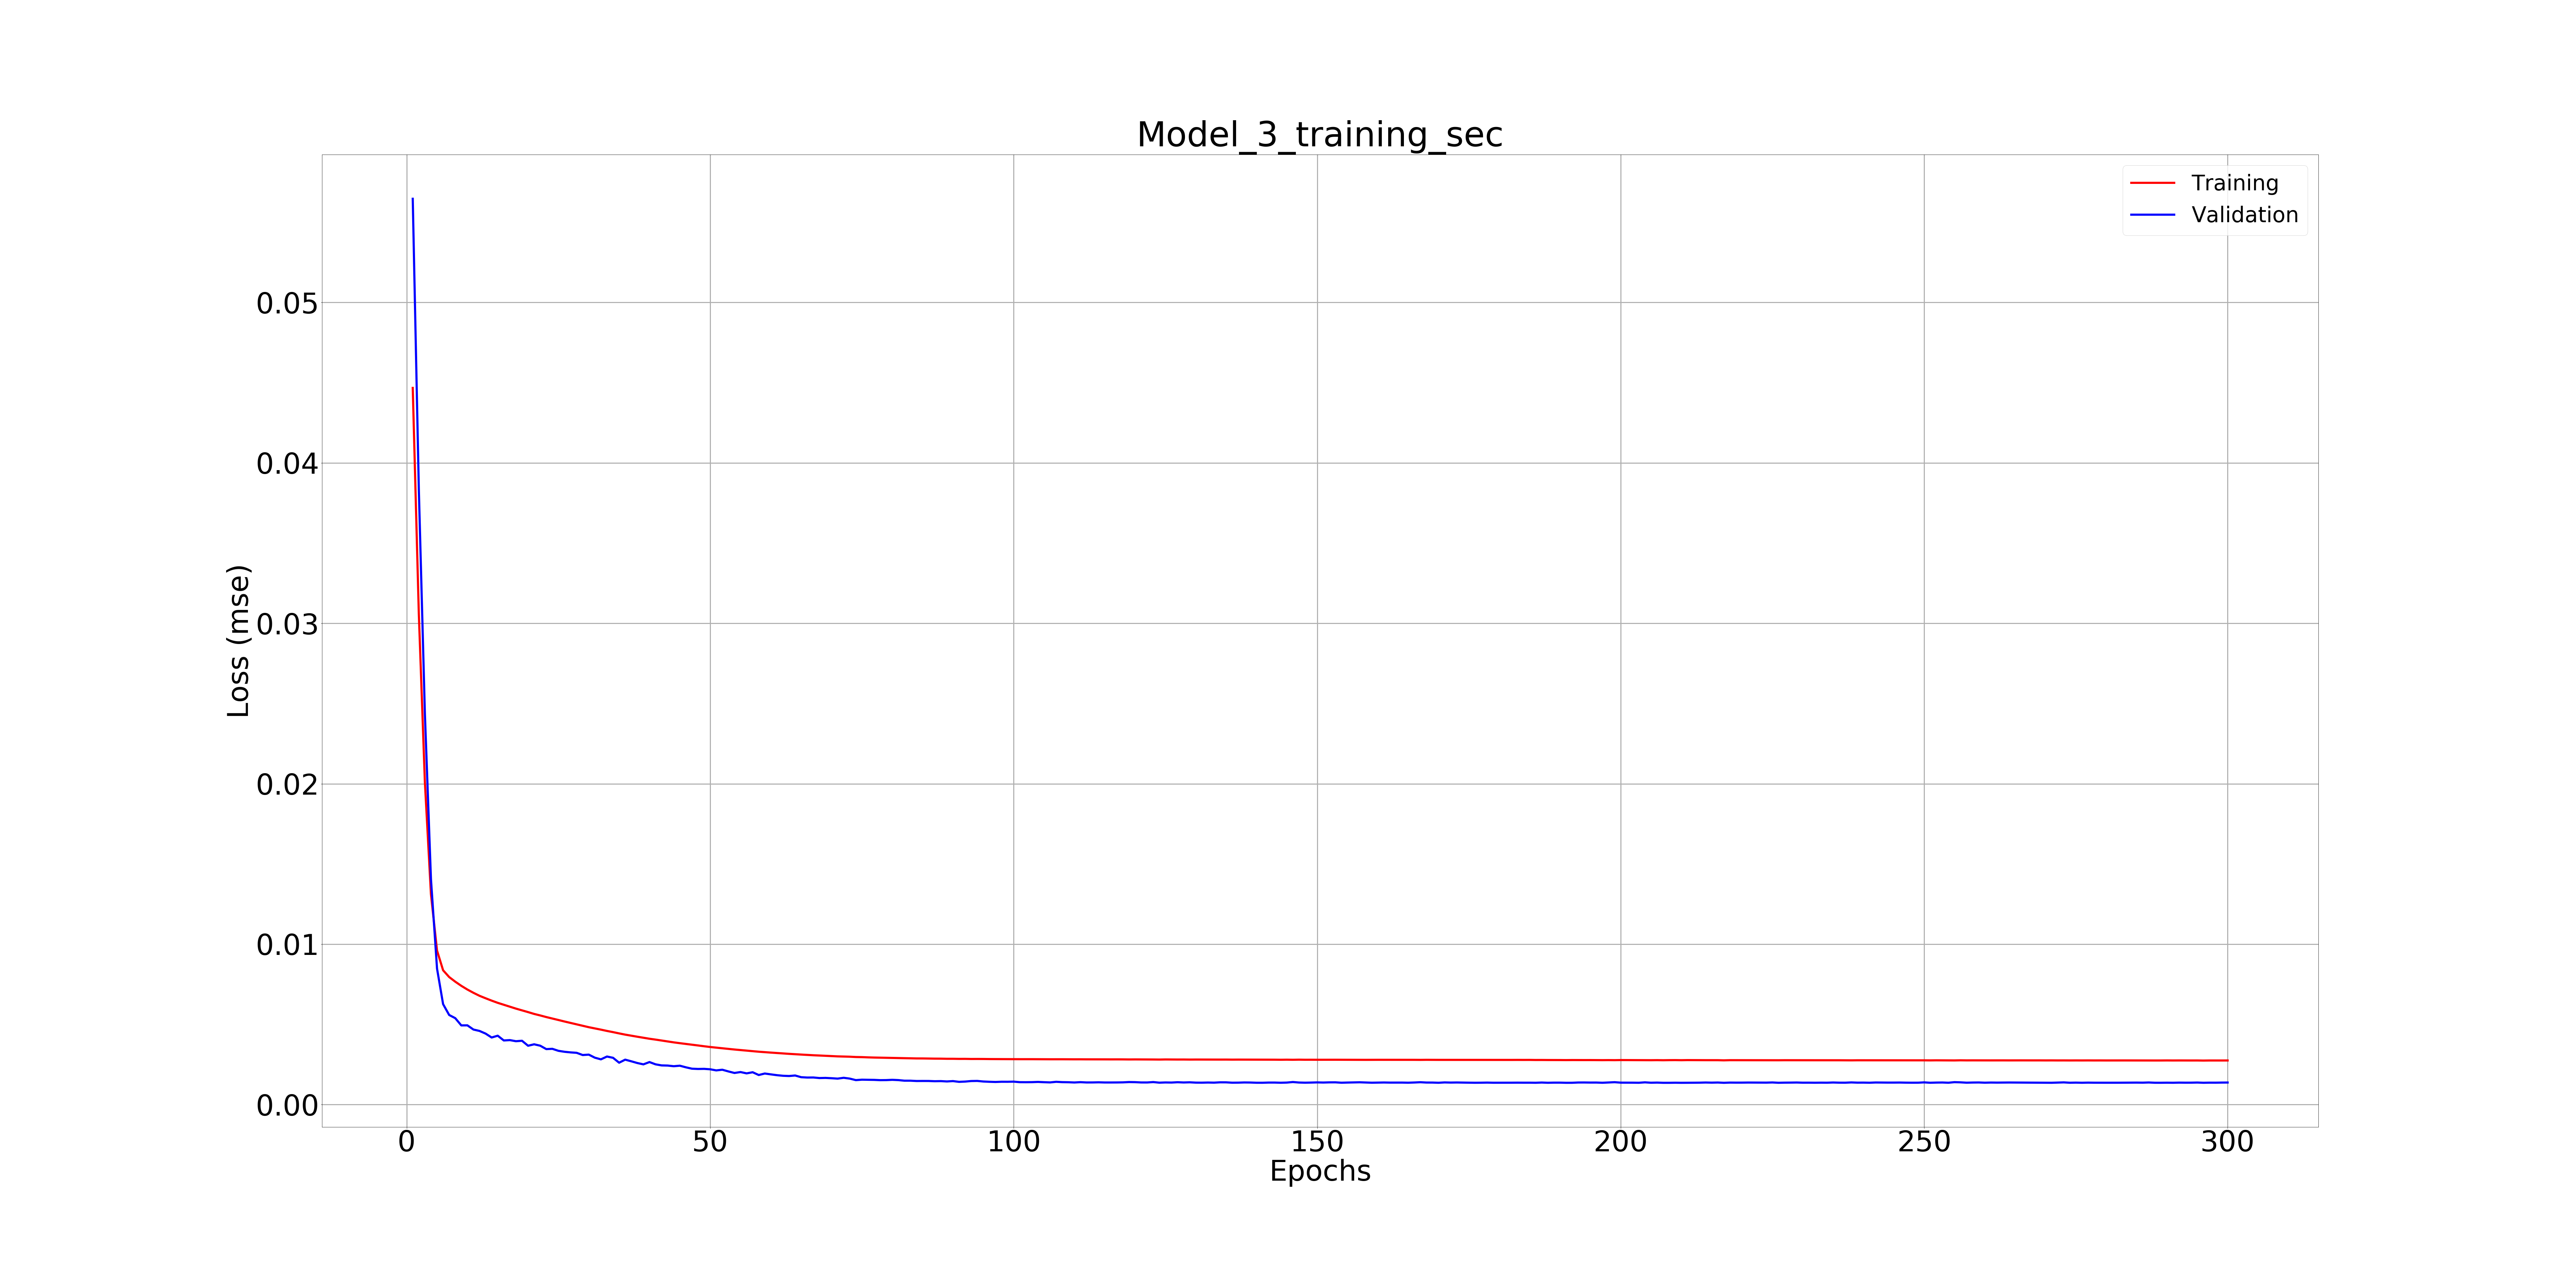 Model_3_training_sec
Training
Validation
Loss (mse)
0.05
0.04
0.03
0.02
0.01
0.00
0 50 100 150 200 250 300
Epochs